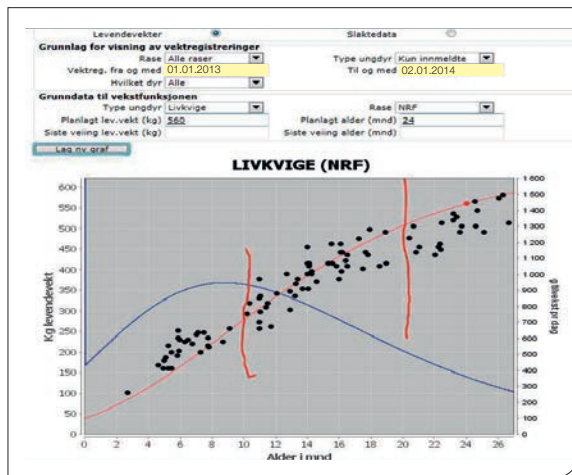 Levendevekter Slaktedata
Grunnlag for visning av vektregistreringer
Rase Alle raser Type ungdyr Kun innmeldte
Vektreg. fra og med 01.01.2013 Til og med 02.01.2014
Hvilket dyr Alle
Grunndata til vekstfunksjonen
Type ungdyr Livkvige Rase NRF
Planlagt lev.vekt (kg) 560 Planlagt alder (mnd) 24
Siste veiing lev.vekt (kg) Siste veiing alder (mnd)
Lag ny graf
LIVKVIGE (NRF)
600
550
500
450
400
350
300
250
200
150
100
50
0
Kg levendevekt
1 600
1 500
1 400
1 300
1 200
1 100
1 000
900
800
700
600
500
400
300
200
100
0
g tilvekst pr dag
0 2 4 6 8 10 12 14 16 18 20 22 24 26
Alder i mnd